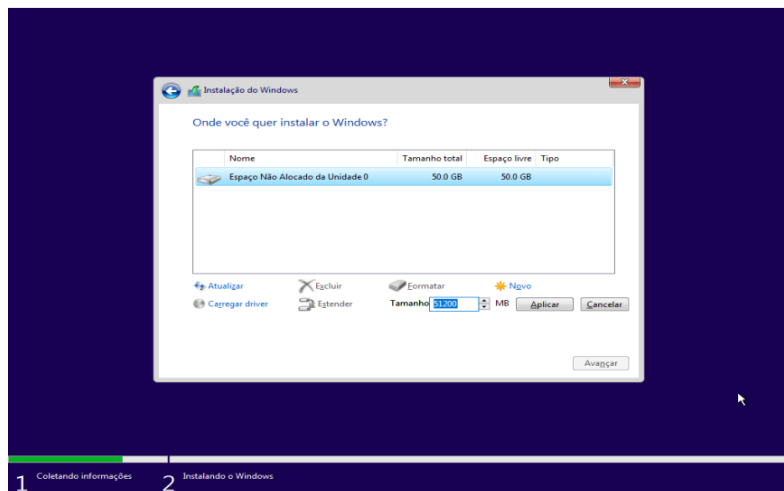 Instalação do Windows
Onde você quer instalar o Windows?
Nome Tamanho total Espaço livre Tipo
Espaço Não Alocado da Unidade 0 50.0 GB 50.0 GB
Atualizar Excluir Formatar Novo
Carregar driver Estender Tamanho 51200 MB Aplicar Cancelar
Avançar
1 Coletando informações 2 Instalando o Windows